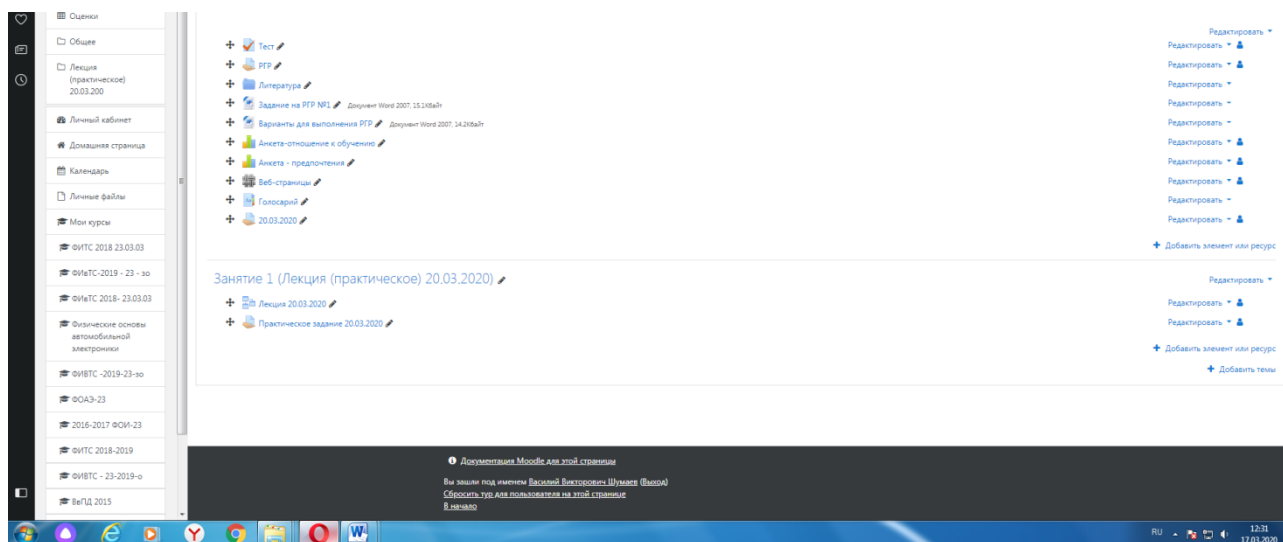 Оценки
Общее
Лекция
(практическое)
20.03.200
Личный кабинет
Домашняя страница
Календарь
Личные файлы
Мои курсы
ФИТС 2018 23.03.03
ФИвТС-2019 - 23 - зо
ФИвТС 2018- 23.03.03
Физические основы
автомобильной
электроники
ФИВТС -2019-23-зо
ФОАЭ-23
2016-2017 ФОИ-23
ФИТС 2018-2019
ФИВТС - 23-2019-о
ВвПД 2015
Редактировать
Тест Редактировать
РГР Редактировать
Литература Редактировать
Задание на РГР №1 Документ Word 2007, 15.1Кбайт Редактировать
Варианты для выполнения РГР Документ Word 2007, 14.2Кбайт Редактировать
Анкета-отношение к обучению Редактировать
Анкета - предпочтения Редактировать
Веб-страницы Редактировать
Голосарий Редактировать
20.03.2020 Редактировать
Добавить элемент или ресурс
Занятие 1 (Лекция (практическое) 20.03.2020) Редактировать
Лекция 20.03.2020 Редактировать
Практическое задание 20.03.2020 Редактировать
Добавить элемент или ресурс
Добавить темы
Документация Moodle для этой страницы
Вы зашли под именем Василий Викторович Шумаев (Выход)
Сбросить тур для пользователя на этой странице
В начало
RU 12:31
17.03.2020